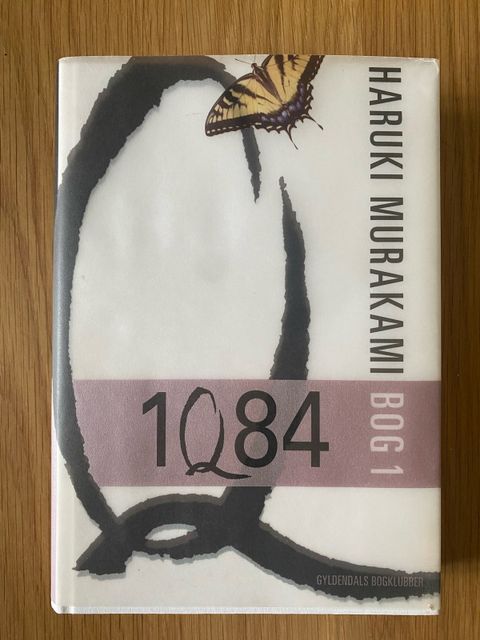 HARUKI MURAKAMI BOG 1
1Q84
GYLDENDALS BOGKLUBBER